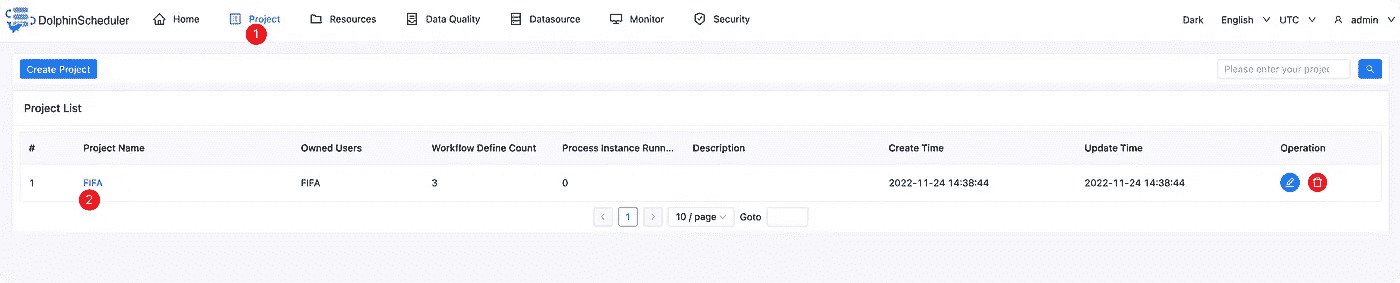 DolphinScheduler Home Project Resources Data Quality Datasource Monitor Security Dark English UTC admin
1
Create Project Please enter your projec
Project List
# Project Name Owned Users Workflow Define Count Process Instance Runn... Description Create Time Update Time Operation
1 FIFA FIFA 3 0 2022-11-24 14:38:44 2022-11-24 14:38:44
2
1 10 / page Goto